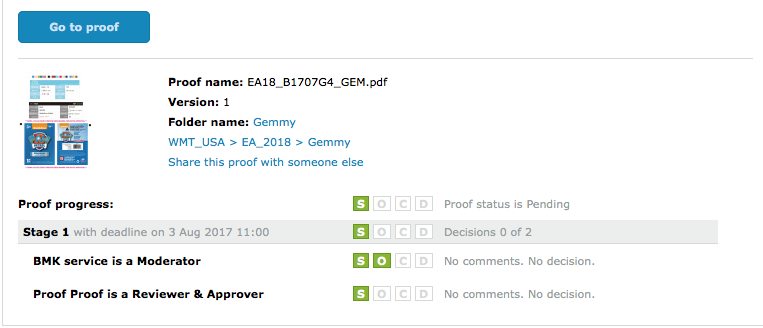 Go to proof
Proof name: EA18_B1707G4_GEM.pdf
Version: 1
Folder name: Gemmy
WMT_USA > EA_2018 > Gemmy
Share this proof with someone else
Proof progress: S O C D Proof status is Pending
Stage 1 with deadline on 3 Aug 2017 11:00 S O C D Decisions 0 of 2
BMK service is a Moderator S O C D No comments. No decision.
Proof Proof is a Reviewer & Approver S O C D No comments. No decision.